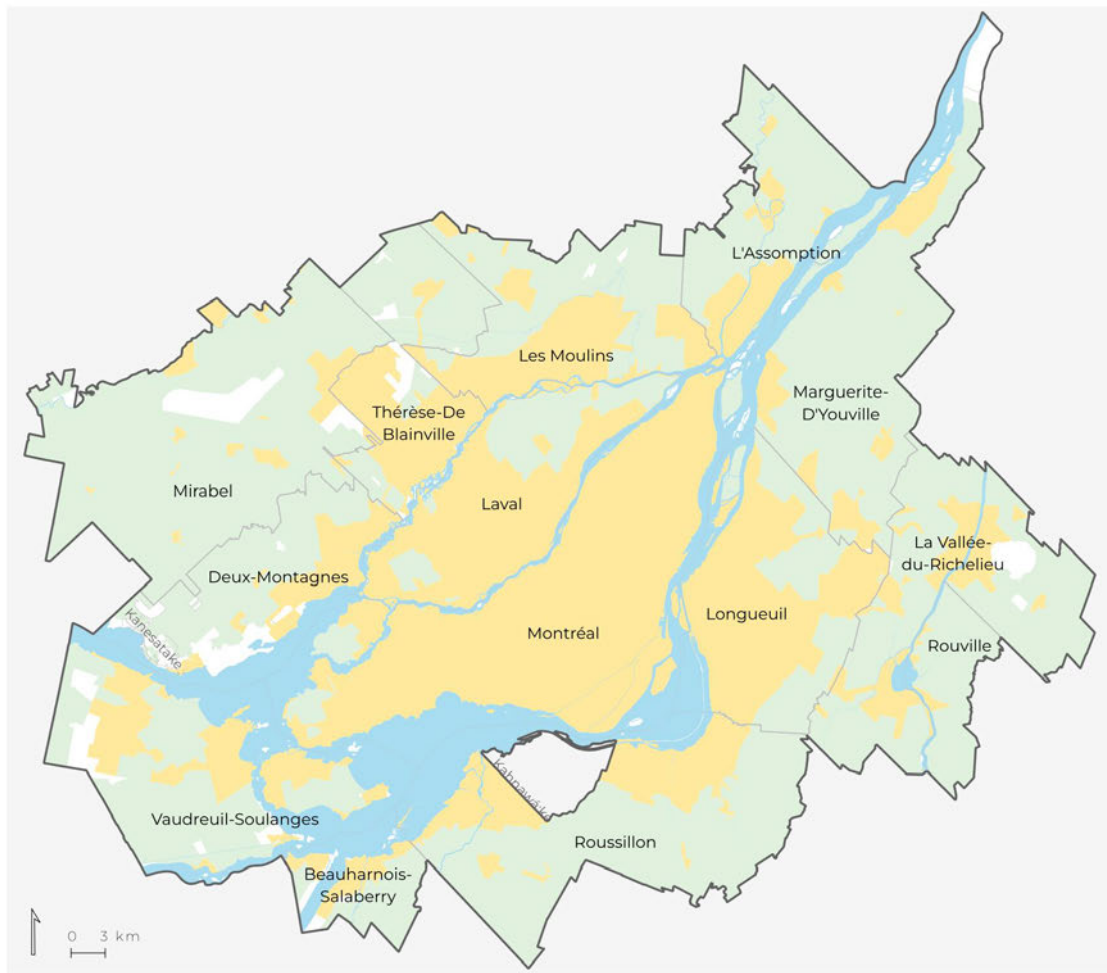 L'Assomption
Les Moulins
Marguerite-
D'Youville
Thérèse-De
Blainville
Mirabel
Laval
La Vallée-
du-Richelieu
Deux-Montagnes
Longueuil
Kanesatake
Montréal
Rouville
Kahnawá:ke
Vaudreuil-Soulanges
Roussillon
Beauharnois-
Salaberry
0 3 km